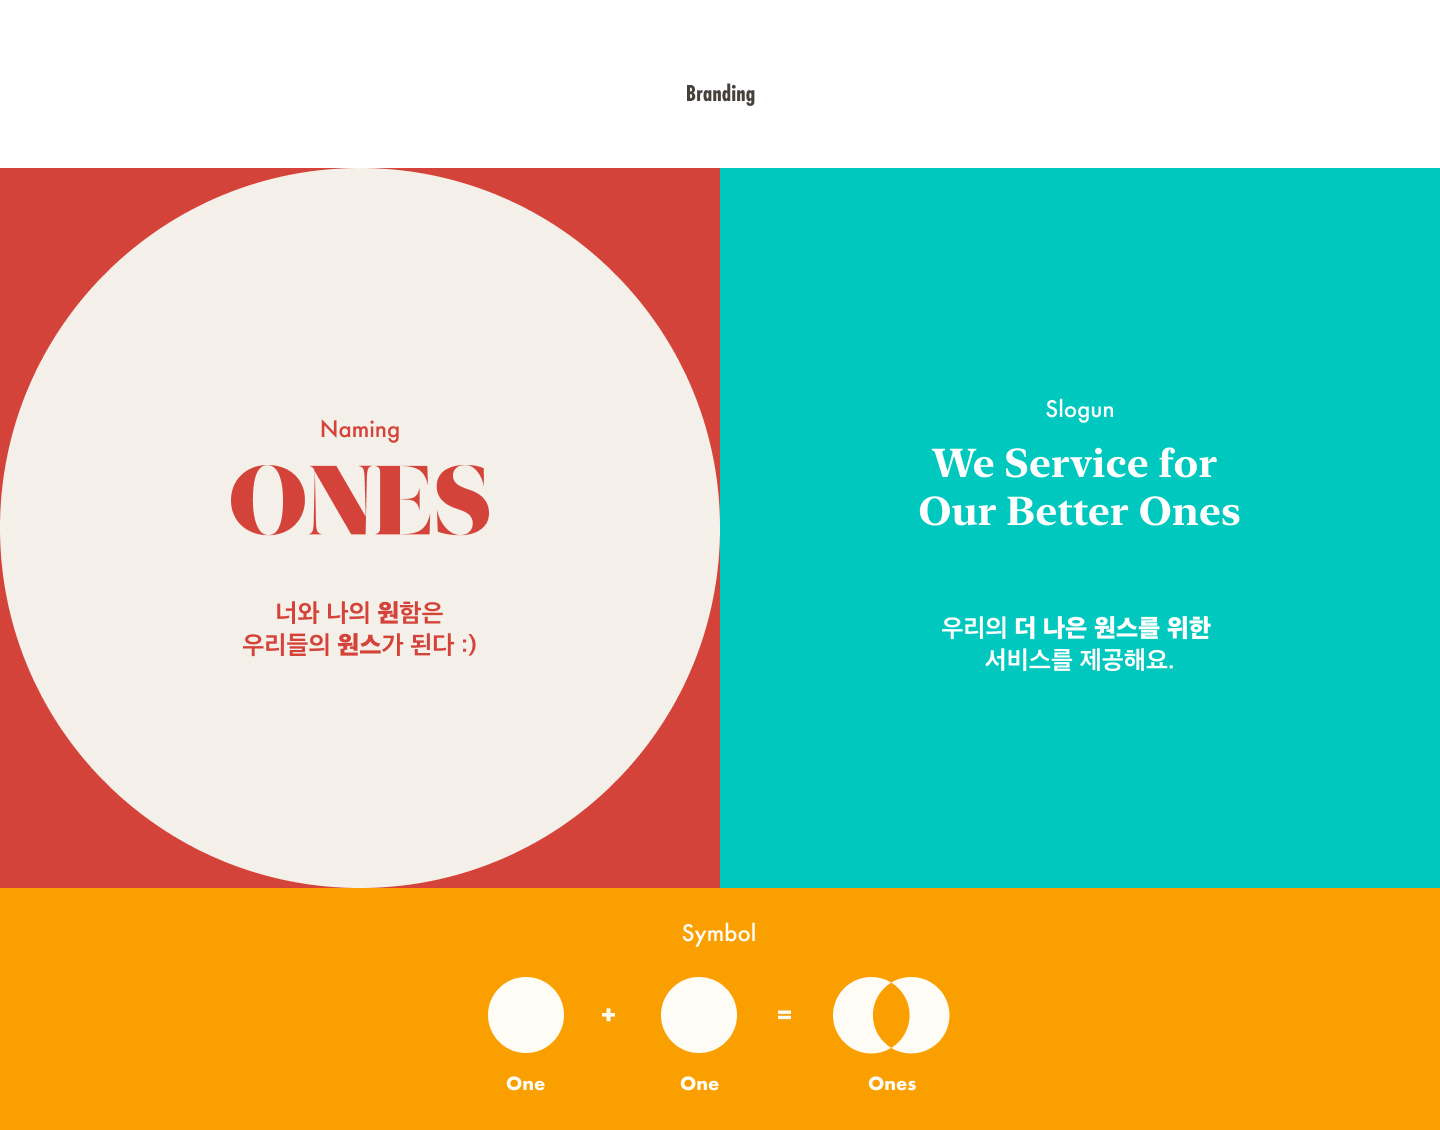 Branding
Naming
ONES
너와 나의 원함은
우리들의 원스가 된다 :)
Slogun
We Service for
Our Better Ones
우리의 더 나은 원스를 위한
서비스를 제공해요.
Symbol
+ =
One One Ones